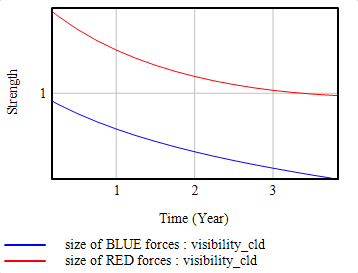 Strength
1
1 2 3
Time (Year)
size of BLUE forces : visibility_cld
size of RED forces : visibility_cld